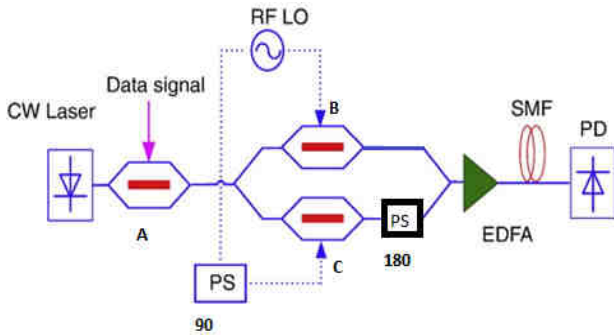 RF LO
Data signal
CW Laser
B
SMF
PD
A
PS
EDFA
C
180
PS
90